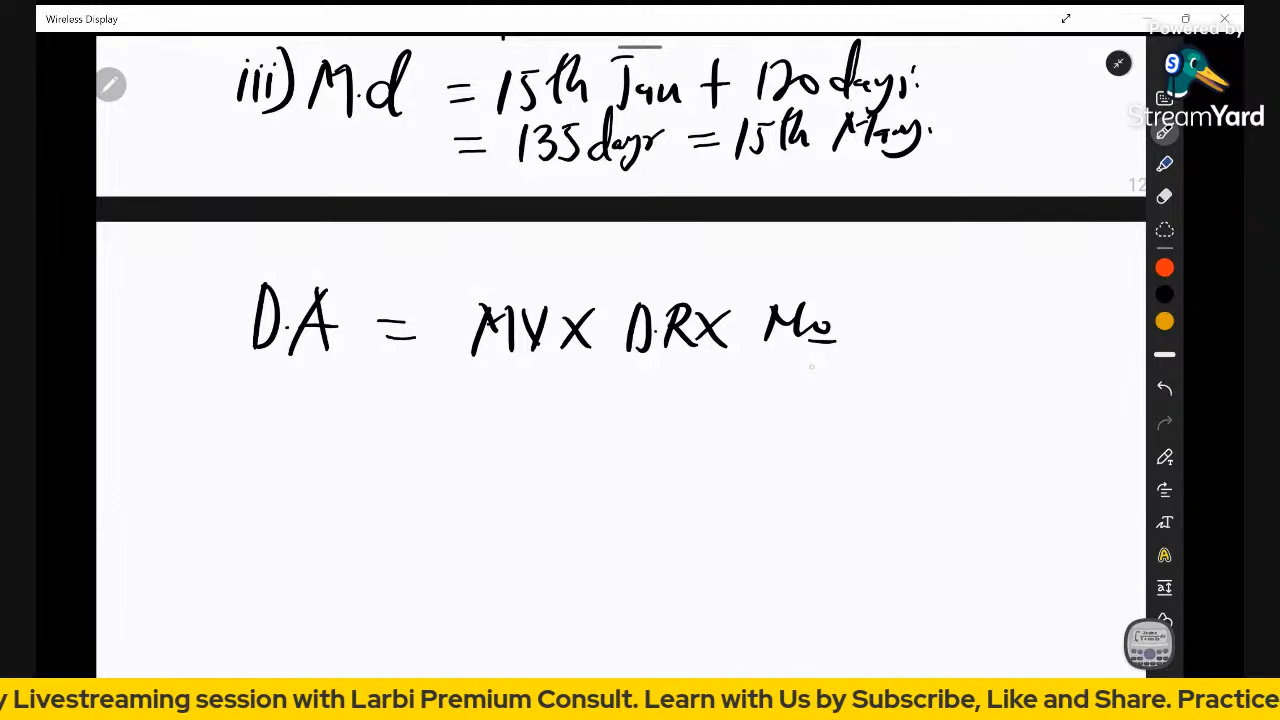 Wireless Display
Powered by
StreamYard
iii) M.d = 15th Jan + 120 days.
= 135 days = 15th May.
12
D.A = MV X D.R X Mo
y Livestreaming session with Larbi Premium Consult. Learn with Us by Subscribe, Like and Share. Practice